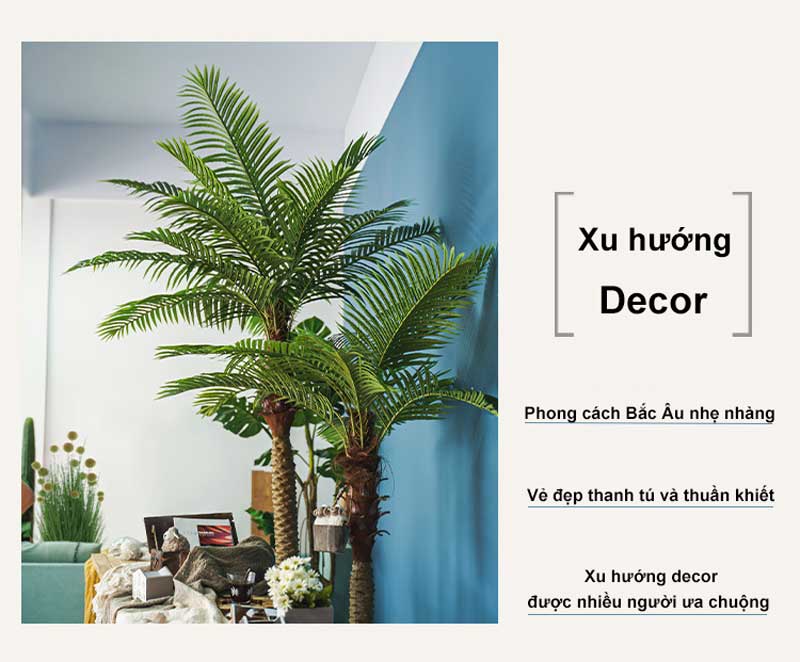 Xu hướng
Decor
Phong cách Bắc Âu nhẹ nhàng
Vẻ đẹp thanh tú và thuần khiết
Xu hướng decor
được nhiều người ưa chuộng